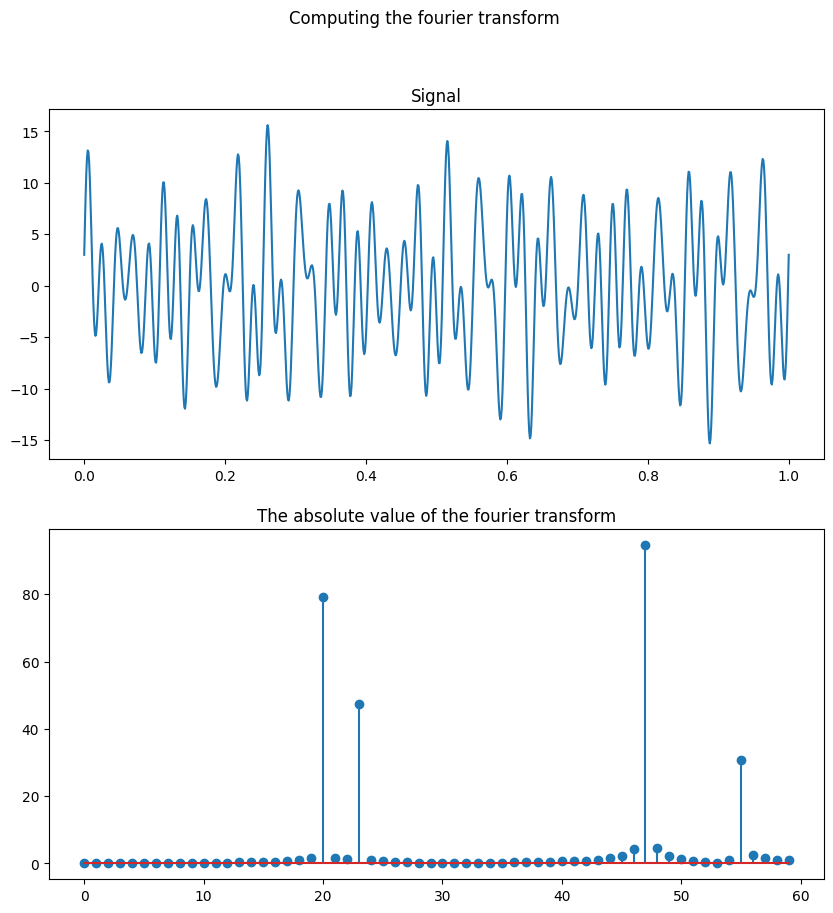 Computing the fourier transform
Signal
15
10
5
0
−5
−10
−15
0.0 0.2 0.4 0.6 0.8 1.0
The absolute value of the fourier transform
80
60
40
20
0
0 10 20 30 40 50 60